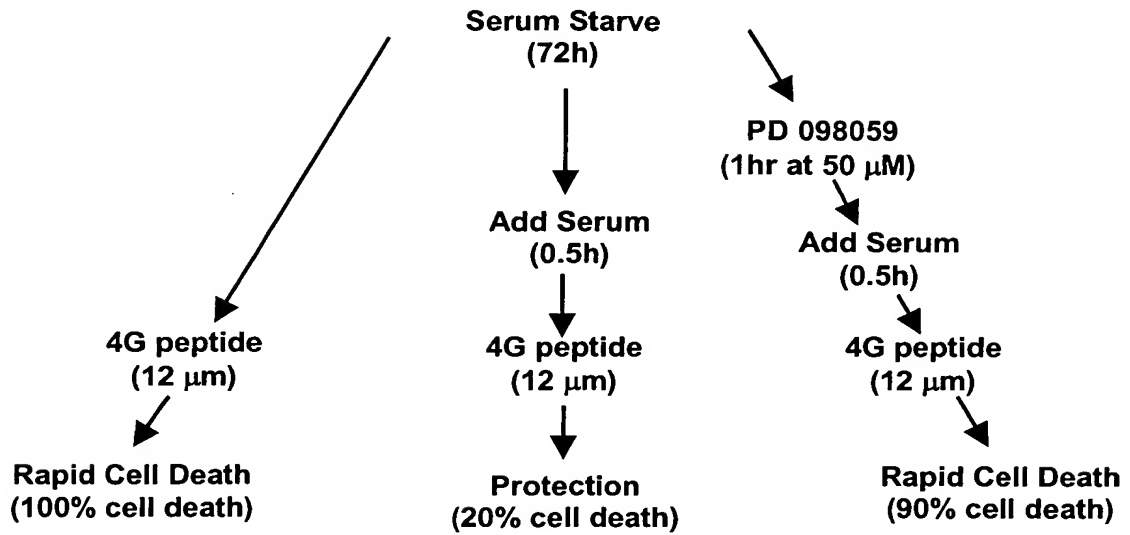 Serum Starve
(72h)
PD 098059
(1hr at 50 μM)
Add Serum
(0.5h)
Add Serum
(0.5h)
4G peptide
(12 μm)
4G peptide
(12 μm)
4G peptide
(12 μm)
Rapid Cell Death
(100% cell death)
Protection
(20% cell death)
Rapid Cell Death
(90% cell death)